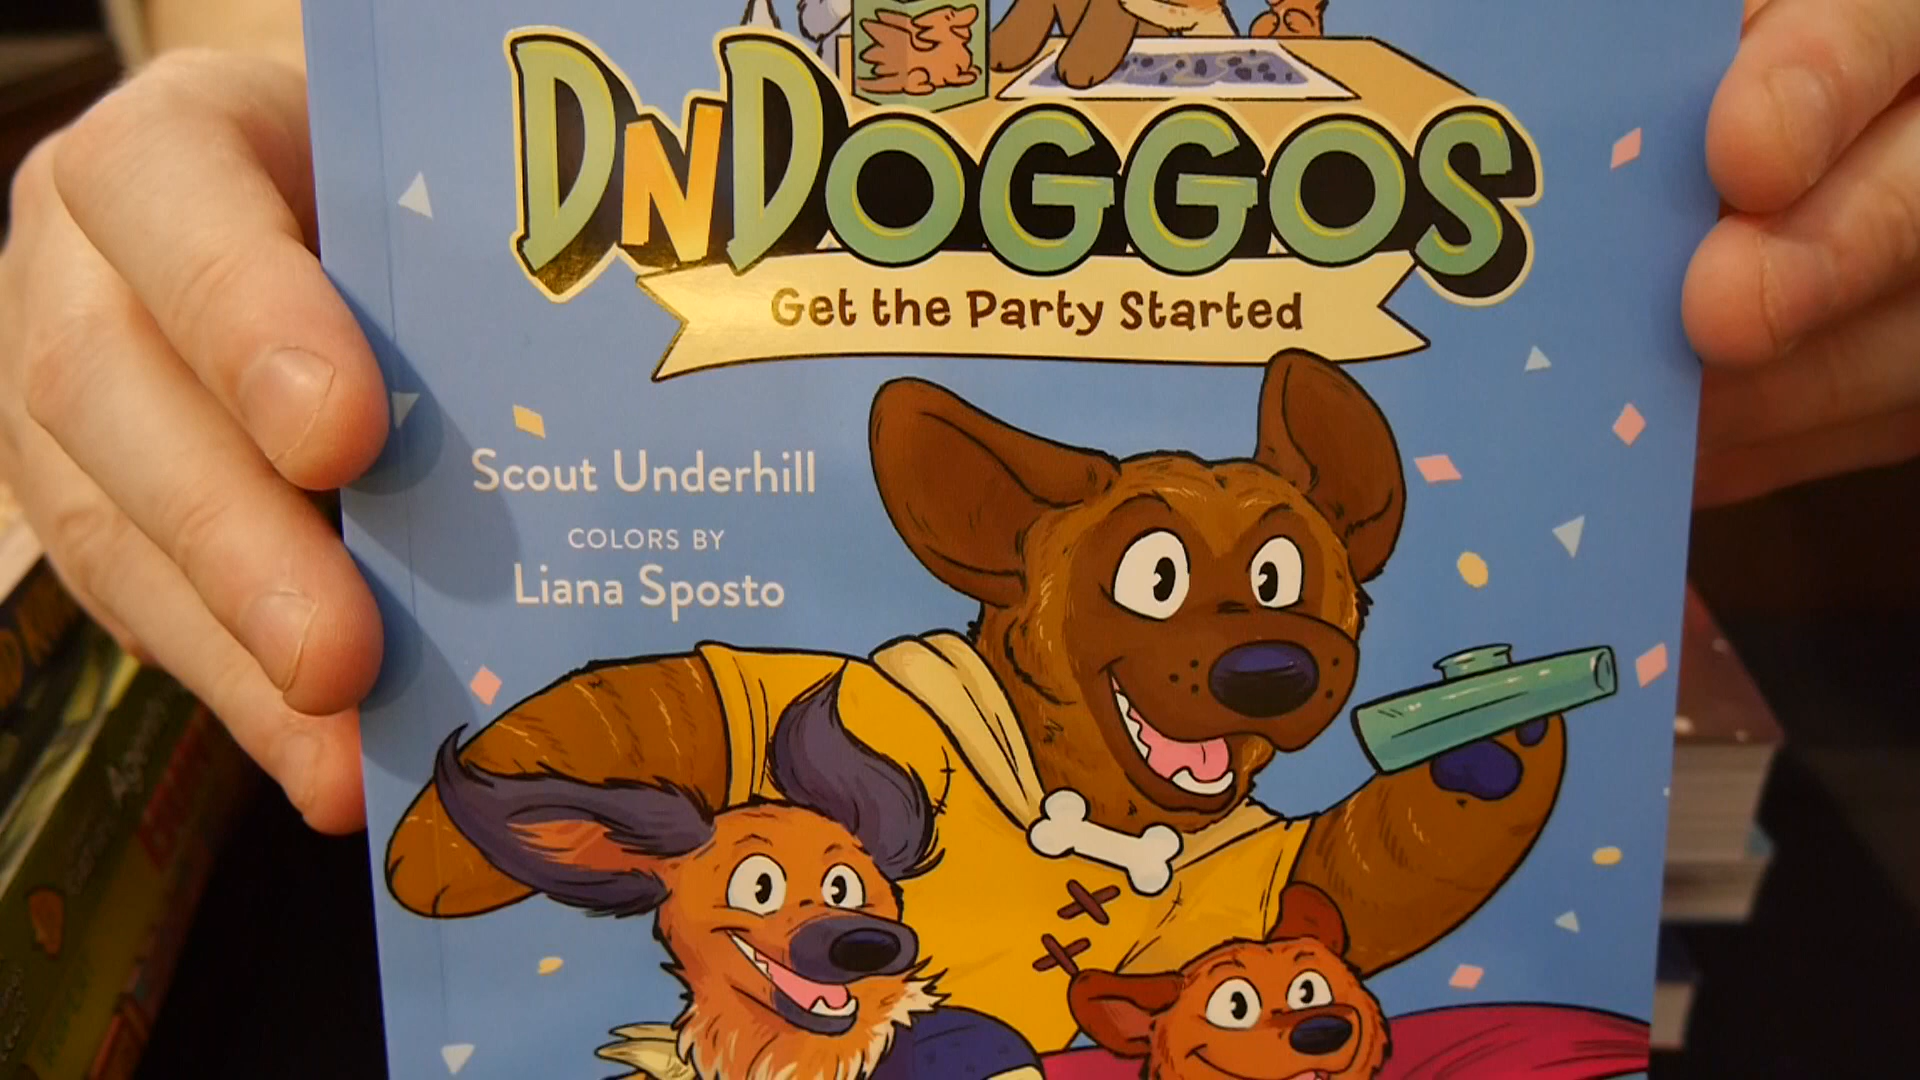 DNDOGGOS
Get the Party Started
Scout Underhill
COLORS BY
Liana Sposto